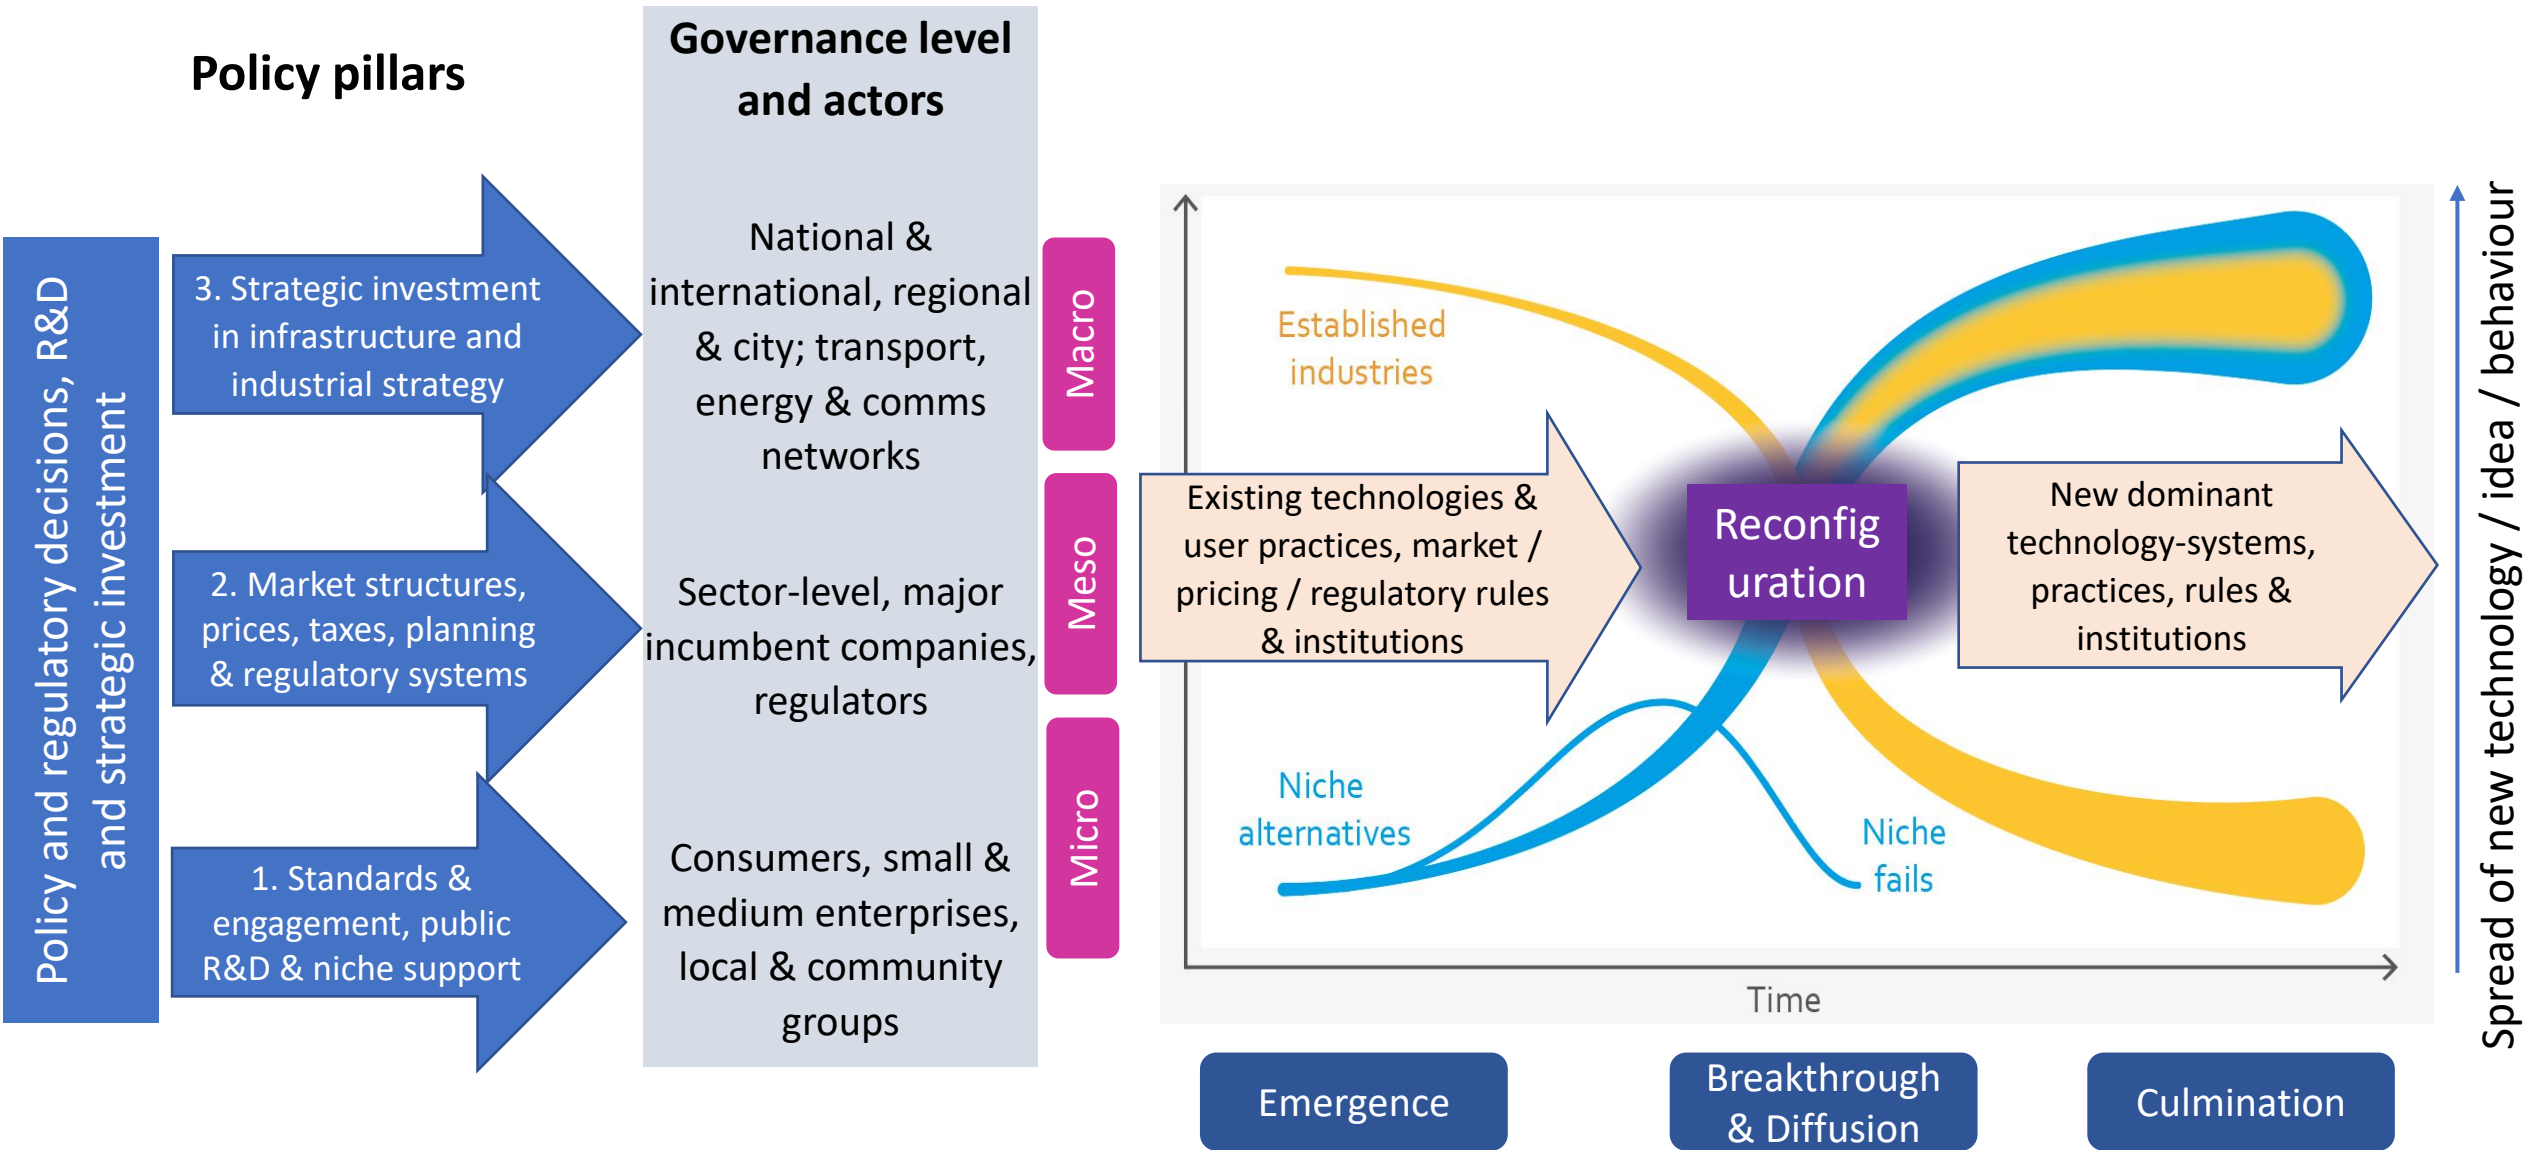 Policy pillars
Governance level
and actors
Policy and regulatory decisions, R&D
and strategic investment
3. Strategic investment
in infrastructure and
industrial strategy
2. Market structures,
prices, taxes, planning
& regulatory systems
1. Standards &
engagement, public
R&D & niche support
National &
international, regional
& city; transport,
energy & comms
networks
Sector-level, major
incumbent companies,
regulators
Consumers, small &
medium enterprises,
local & community
groups
Macro
Meso
Micro
Established
industries
Existing technologies &
user practices, market /
pricing / regulatory rules
& institutions
Reconfig
uration
New dominant
technology-systems,
practices, rules &
institutions
Niche
alternatives
Niche
fails
Time
Spread of new technology / idea / behaviour
Emergence
Breakthrough
& Diffusion
Culmination